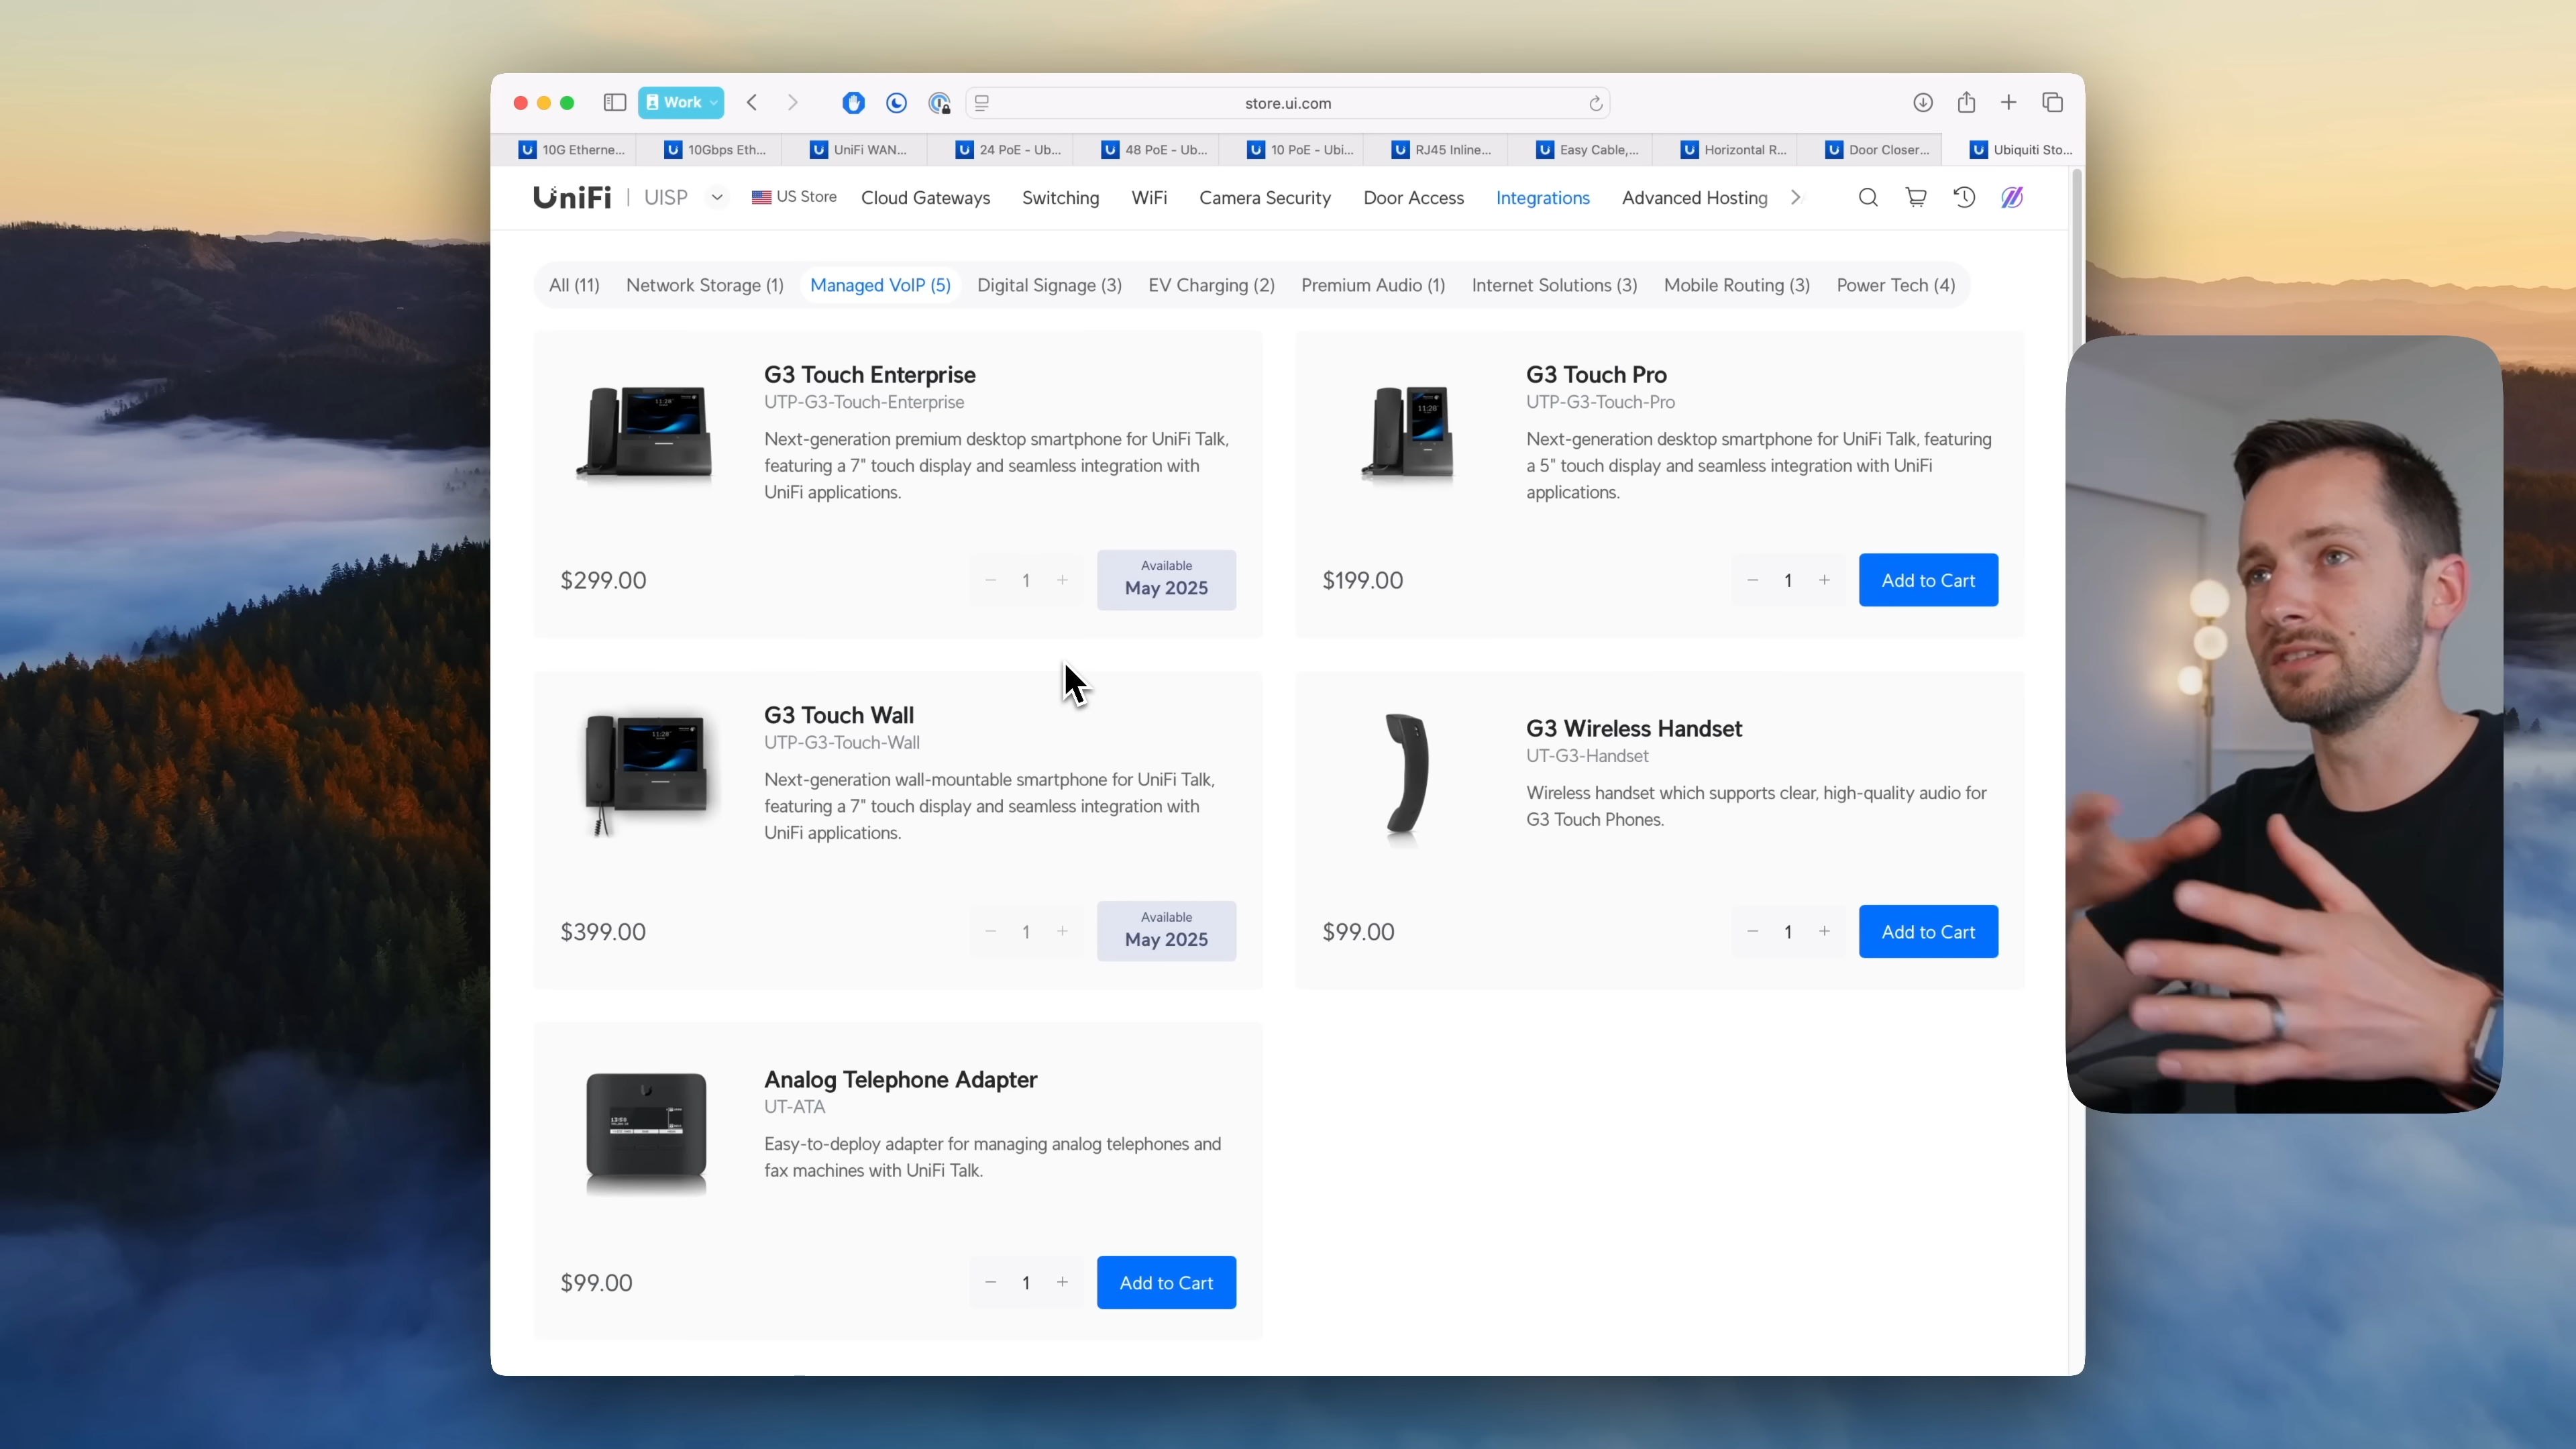 Work
store.ui.com
10G Etherne...
10Gbps Eth...
UniFi WAN...
24 PoE - Ub...
48 PoE - Ub...
10 PoE - Ubi...
RJ45 Inline...
Easy Cable,...
Horizontal R...
Door Closer...
Ubiquiti Sto...
UniFi | UISP
US Store
Cloud Gateways
Switching
WiFi
Camera Security
Door Access
Integrations
Advanced Hosting
All (11)
Network Storage (1)
Managed VoIP (5)
Digital Signage (3)
EV Charging (2)
Premium Audio (1)
Internet Solutions (3)
Mobile Routing (3)
Power Tech (4)
11:28
G3 Touch Enterprise
UTP-G3-Touch-Enterprise
Next-generation premium desktop smartphone for UniFi Talk,
featuring a 7" touch display and seamless integration with
UniFi applications.
$299.00
1
Available
May 2025
11:28
G3 Touch Pro
UTP-G3-Touch-Pro
Next-generation desktop smartphone for UniFi Talk, featuring
a 5" touch display and seamless integration with UniFi
applications.
$199.00
1
Add to Cart
11:28
G3 Touch Wall
UTP-G3-Touch-Wall
Next-generation wall-mountable smartphone for UniFi Talk,
featuring a 7" touch display and seamless integration with
UniFi applications.
$399.00
1
Available
May 2025
G3 Wireless Handset
UT-G3-Handset
Wireless handset which supports clear, high-quality audio for
G3 Touch Phones.
$99.00
1
Add to Cart
Analog Telephone Adapter
UT-ATA
Easy-to-deploy adapter for managing analog telephones and
fax machines with UniFi Talk.
$99.00
1
Add to Cart